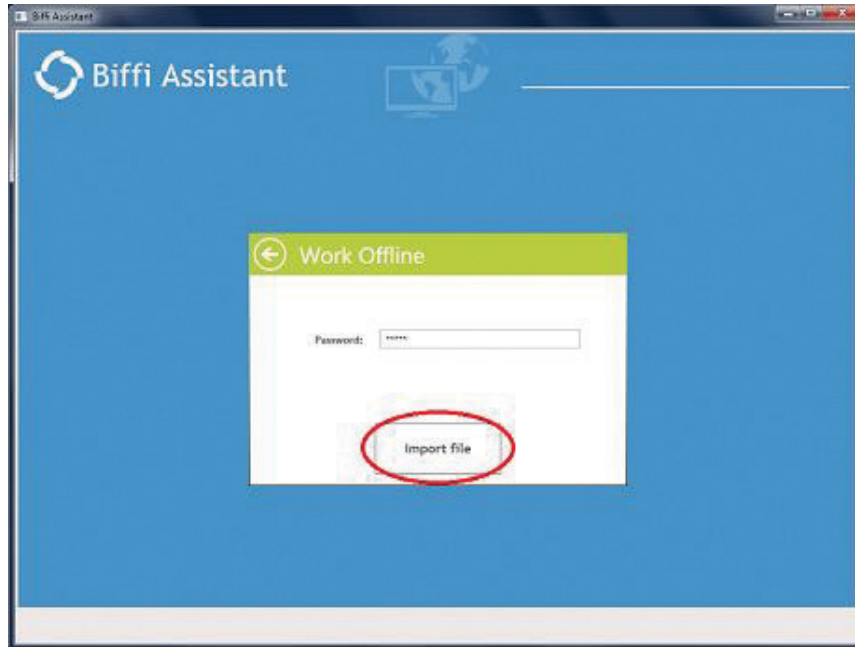 Biffi Assistant
Biffi Assistant
Work Offline
Password: *****
Import file